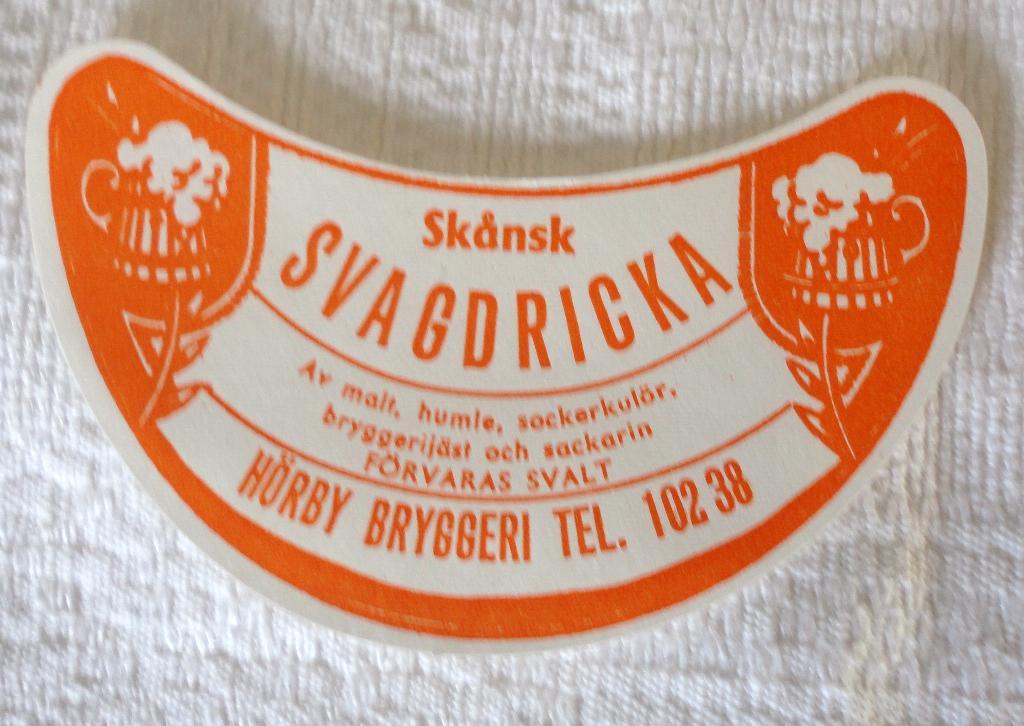 Skånsk
SVAGDRICKA
Av malt, humle, sockerkulör,
bryggerijäst och sackarin
FÖRVARAS SVALT
HÖRBY BRYGGERI TEL. 102 38